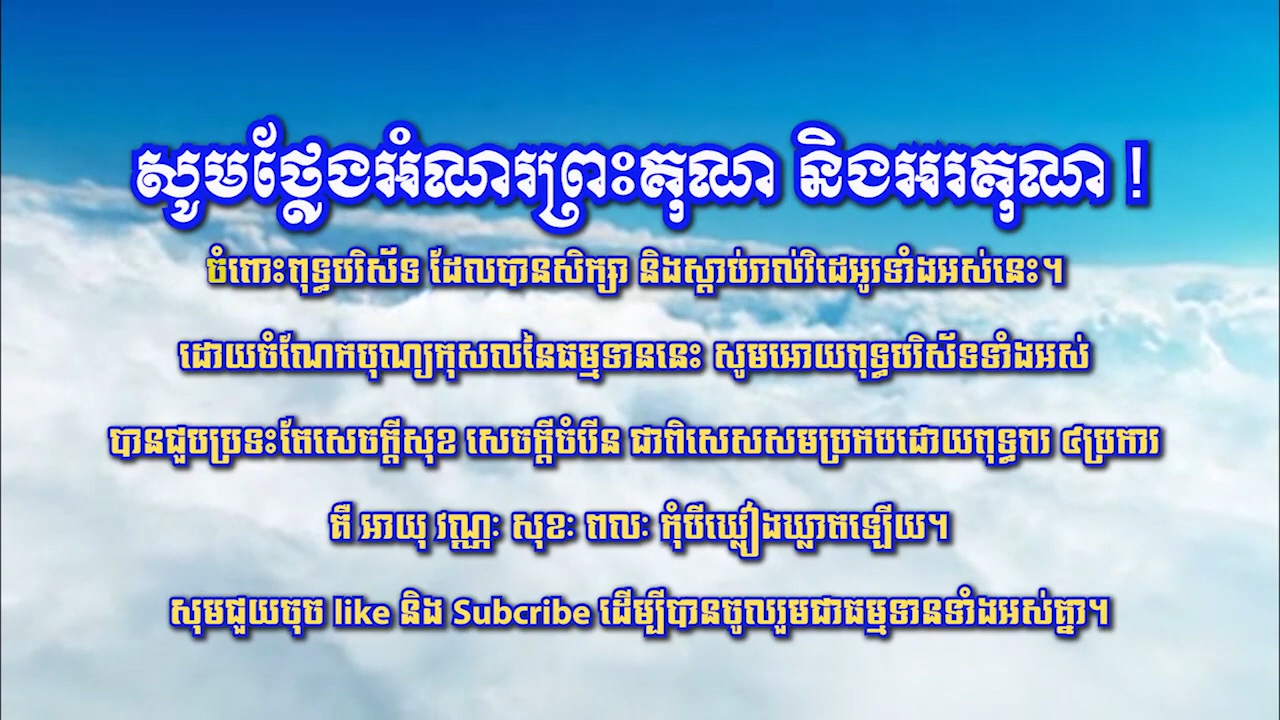 សូមថ្លែងអំណរព្រះគុណ និងអរគុណ !
ចំពោះពុទ្ធបរិស័ទ ដែលបានសិក្សា និងស្តាប់រាល់វិដេអូរទាំងអស់នេះ។
ដោយចំណែកបុណ្យកុសលនៃធម្មទាននេះ សូមអោយពុទ្ធបរិស័ទទាំងអស់
បានជួបប្រទះតែសេចក្តីសុខ សេចក្តីចំរើន ជាពិសេសសមប្រកបដោយពុទ្ធពរ ៤ប្រការ
គឺ អាយុ វណ្ណៈ សុខៈ ពលៈ កុំបីឃ្លៀងឃ្លាតឡើយ។
សុមជួយចុច like និង Subcribe ដើម្បីបានចូលរួមជាធម្មទានទាំងអស់គ្នា។